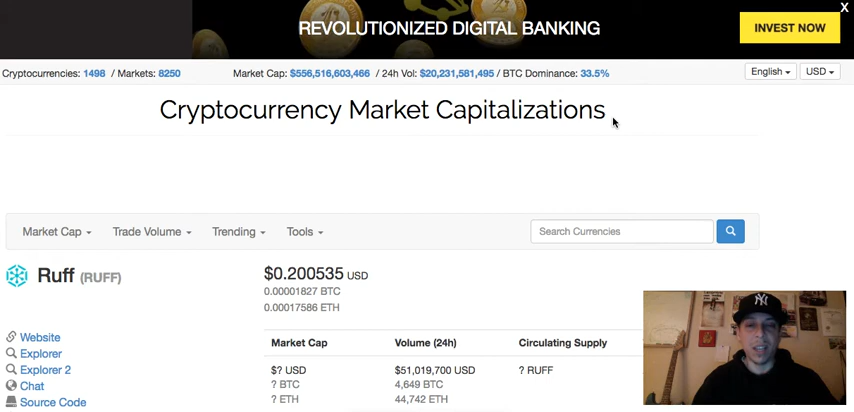 X
REVOLUTIONIZED DIGITAL BANKING
INVEST NOW
Cryptocurrencies: 1498 / Markets: 8250 Market Cap: $556,516,603,466 / 24h Vol: $20,231,581,495 / BTC Dominance: 33.5% English USD
Cryptocurrency Market Capitalizations
Market Cap Trade Volume Trending Tools Search Currencies
Ruff (RUFF) $0.200535 USD
0.00001827 BTC
0.00017586 ETH
Website Market Cap Volume (24h) Circulating Supply
Explorer
Explorer 2 $? USD $51,019,700 USD ? RUFF
Chat ? BTC 4,649 BTC
Source Code ? ETH 44,742 ETH
NY